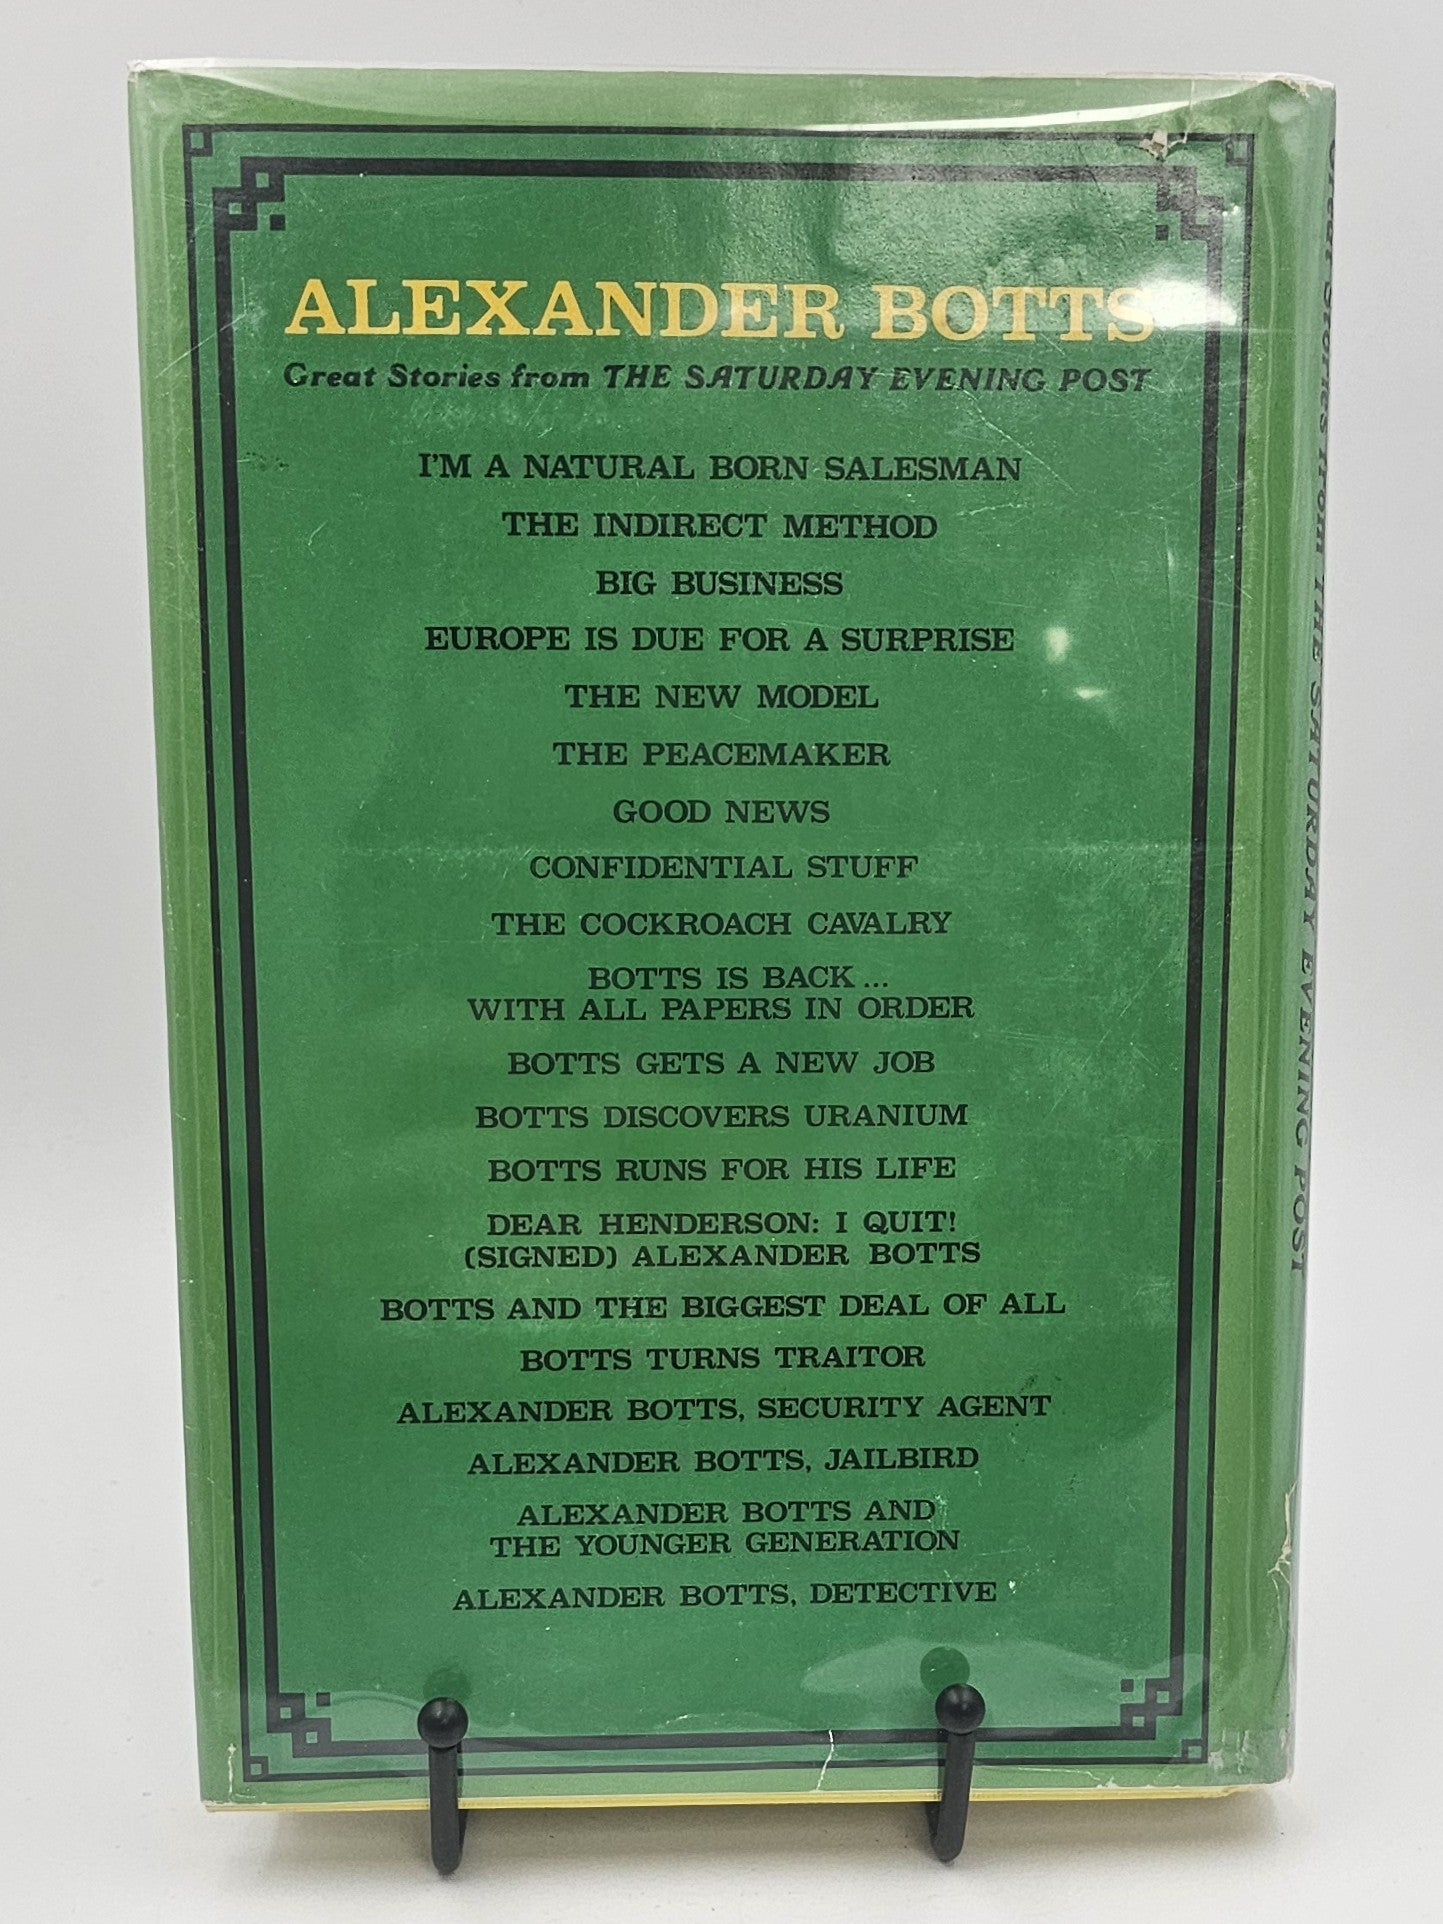 ALEXANDER BOTTS
Great Stories from THE SATURDAY EVENING POST
I'M A NATURAL BORN SALESMAN
THE INDIRECT METHOD
BIG BUSINESS
EUROPE IS DUE FOR A SURPRISE
THE NEW MODEL
THE PEACEMAKER
GOOD NEWS
CONFIDENTIAL STUFF
THE COCKROACH CAVALRY
BOTTS IS BACK...
WITH ALL PAPERS IN ORDER
BOTTS GETS A NEW JOB
BOTTS DISCOVERS URANIUM
BOTTS RUNS FOR HIS LIFE
DEAR HENDERSON: I QUIT!
(SIGNED) ALEXANDER BOTTS
BOTTS AND THE BIGGEST DEAL OF ALL
BOTTS TURNS TRAITOR
ALEXANDER BOTTS, SECURITY AGENT
ALEXANDER BOTTS, JAILBIRD
ALEXANDER BOTTS AND
THE YOUNGER GENERATION
ALEXANDER BOTTS, DETECTIVE
Great Stories from THE SATURDAY EVENING POST